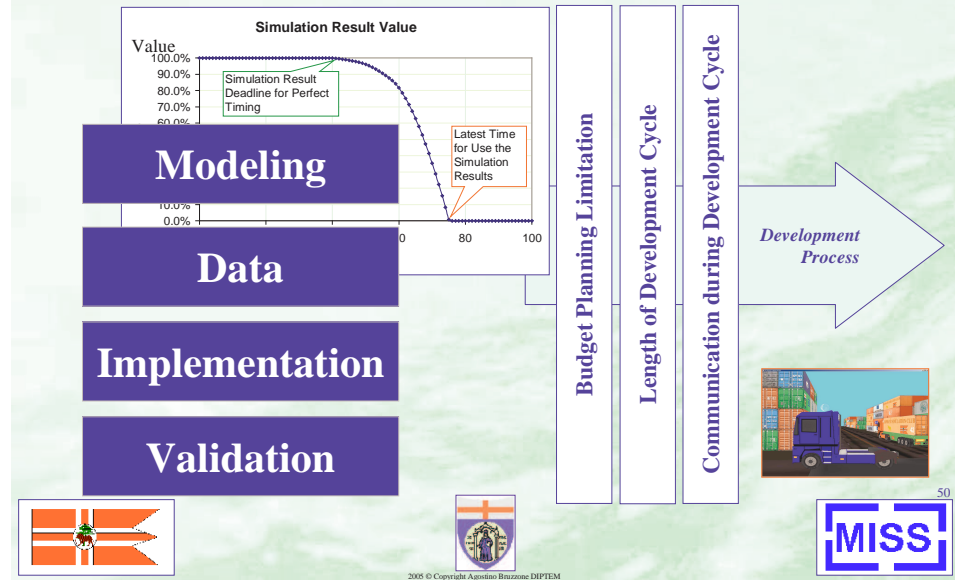 Simulation Result Value
Value
100.0%
90.0%
80.0%
70.0%
60.0%
10.0%
0.0%
80
100
Simulation Result
Deadline for Perfect
Timing
Latest Time
for Use the
Simulation
Results
Modeling
Data
Implementation
Validation
Budget Planning Limitation
Length of Development Cycle
Communication during Development Cycle
Development
Process
50
MISS
2005 © Copyright Agostino Bruzzone DIPTEM